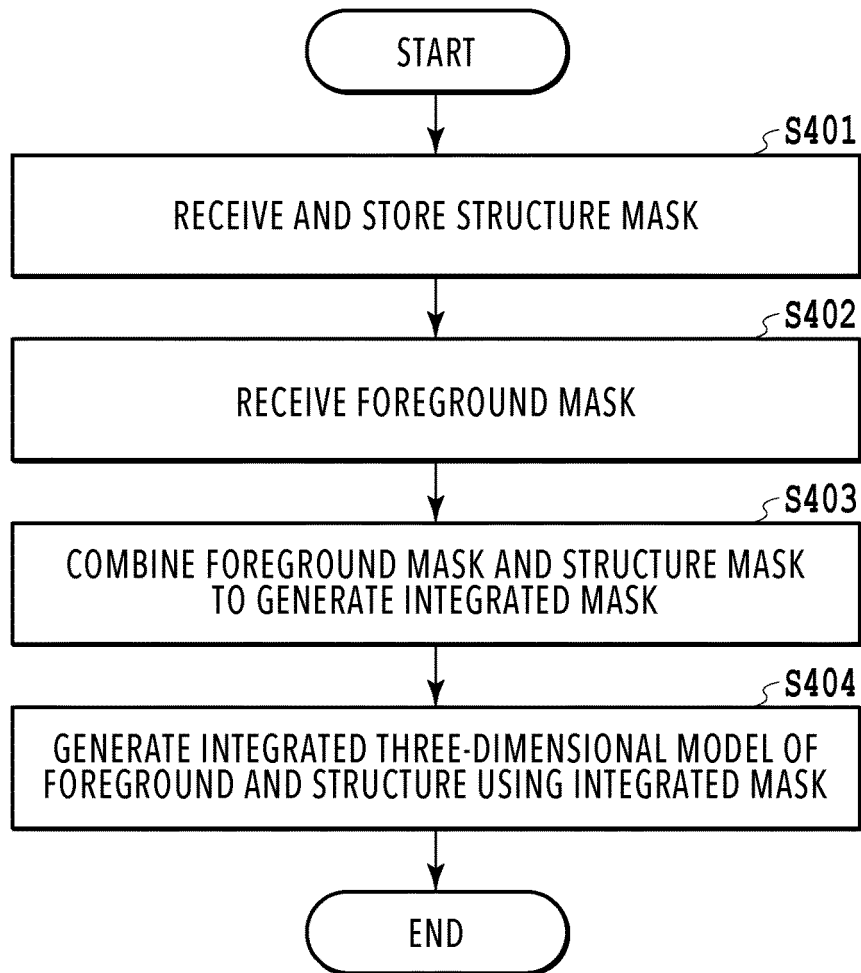 START
S401
RECEIVE AND STORE STRUCTURE MASK
S402
RECEIVE FOREGROUND MASK
S403
COMBINE FOREGROUND MASK AND STRUCTURE MASK
TO GENERATE INTEGRATED MASK
S404
GENERATE INTEGRATED THREE-DIMENSIONAL MODEL OF
FOREGROUND AND STRUCTURE USING INTEGRATED MASK
END